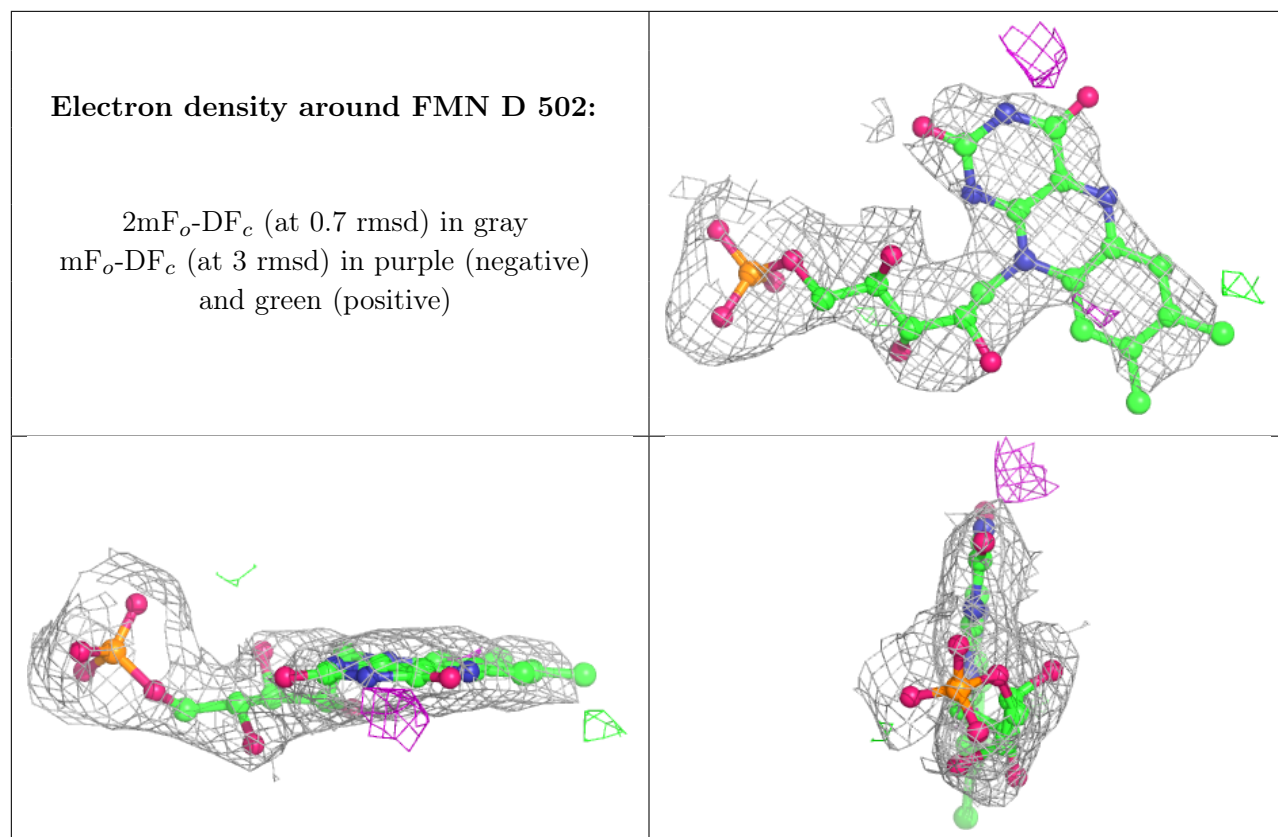 Electron density around FMN D 502:
2mFo-DFc (at 0.7 rmsd) in gray
mFo-DFc (at 3 rmsd) in purple (negative)
and green (positive)